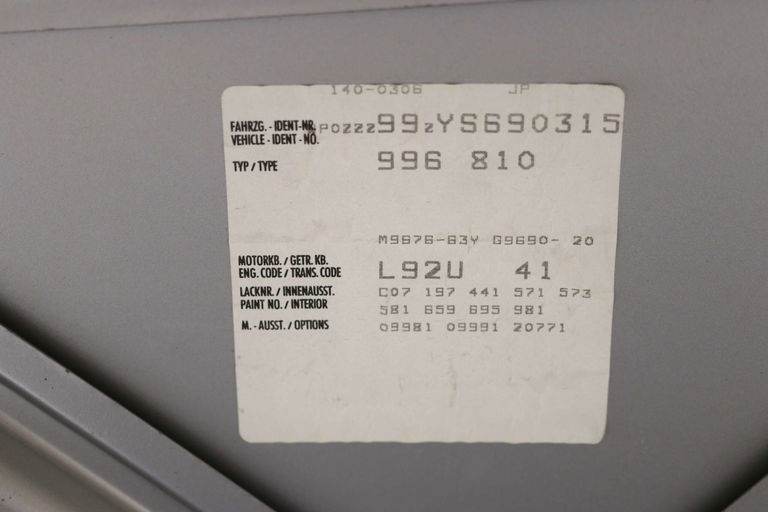 140-0306 JP
FAHRZG. - IDENT-NR. P0ZZZ99ZYS690315
VEHICLE - IDENT - NO.
TYP / TYPE 996 810
M9676-63Y G9690- 20
MOTORKB. / GETR. KB.
ENG. CODE / TRANS. CODE L92U 41
LACKNR. / INNENAUSST. C07 197 441 571 573
PAINT NO. / INTERIOR 581 659 695 981
M. - AUSST. / OPTIONS 09981 09991 20771